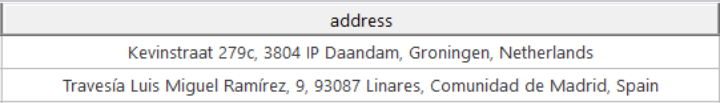 address
Kevinstraat 279c, 3804 IP Daandam, Groningen, Netherlands
Travesía Luis Miguel Ramírez, 9, 93087 Linares, Comunidad de Madrid, Spain